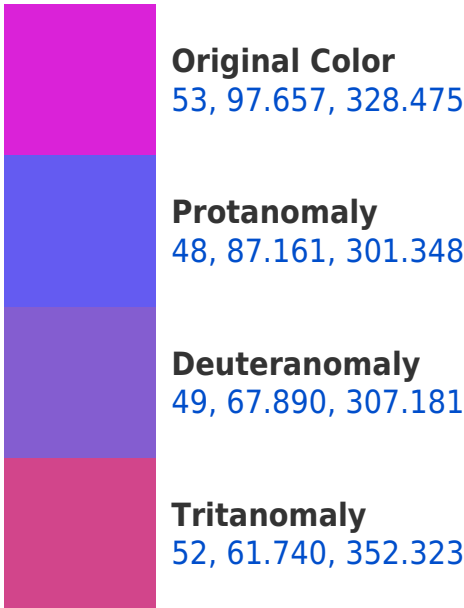 Original Color
53, 97.657, 328.475
Protanomaly
48, 87.161, 301.348
Deuteranomaly
49, 67.890, 307.181
Tritanomaly
52, 61.740, 352.323